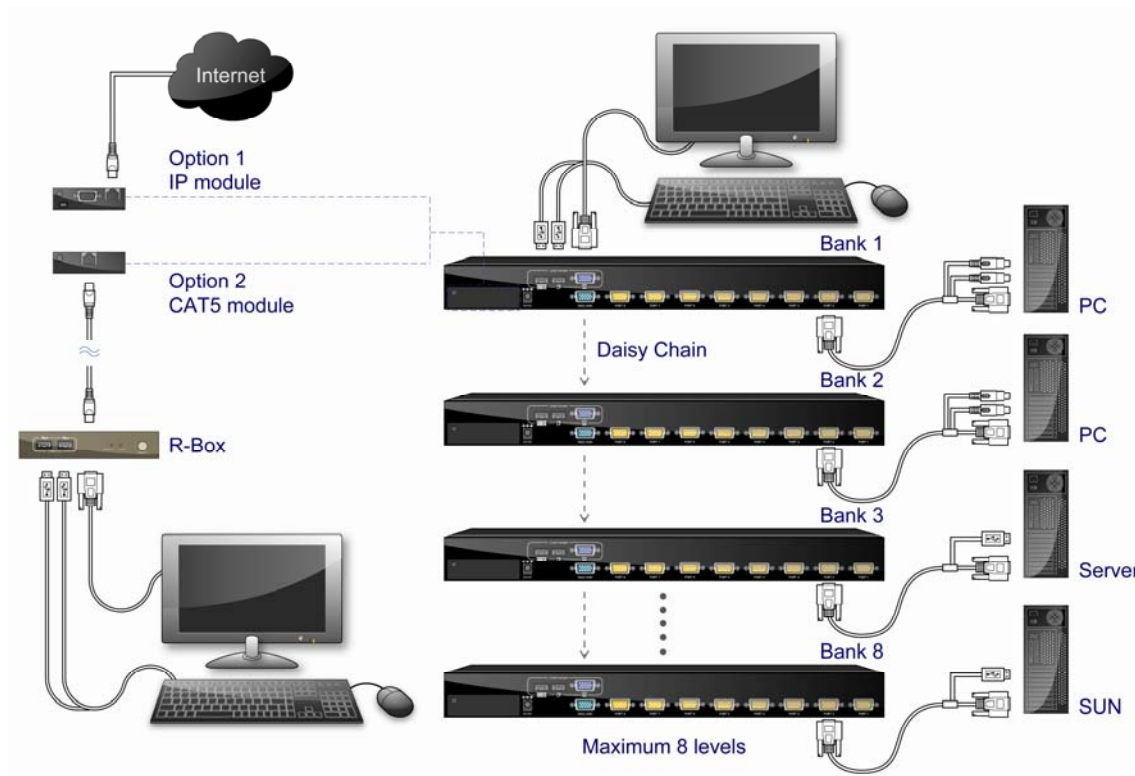 Internet
Option 1
IP module
Option 2
CAT5 module
R-Box
Bank 1
PC
Daisy Chain
Bank 2
PC
Bank 3
Server
Bank 8
SUN
Maximum 8 levels